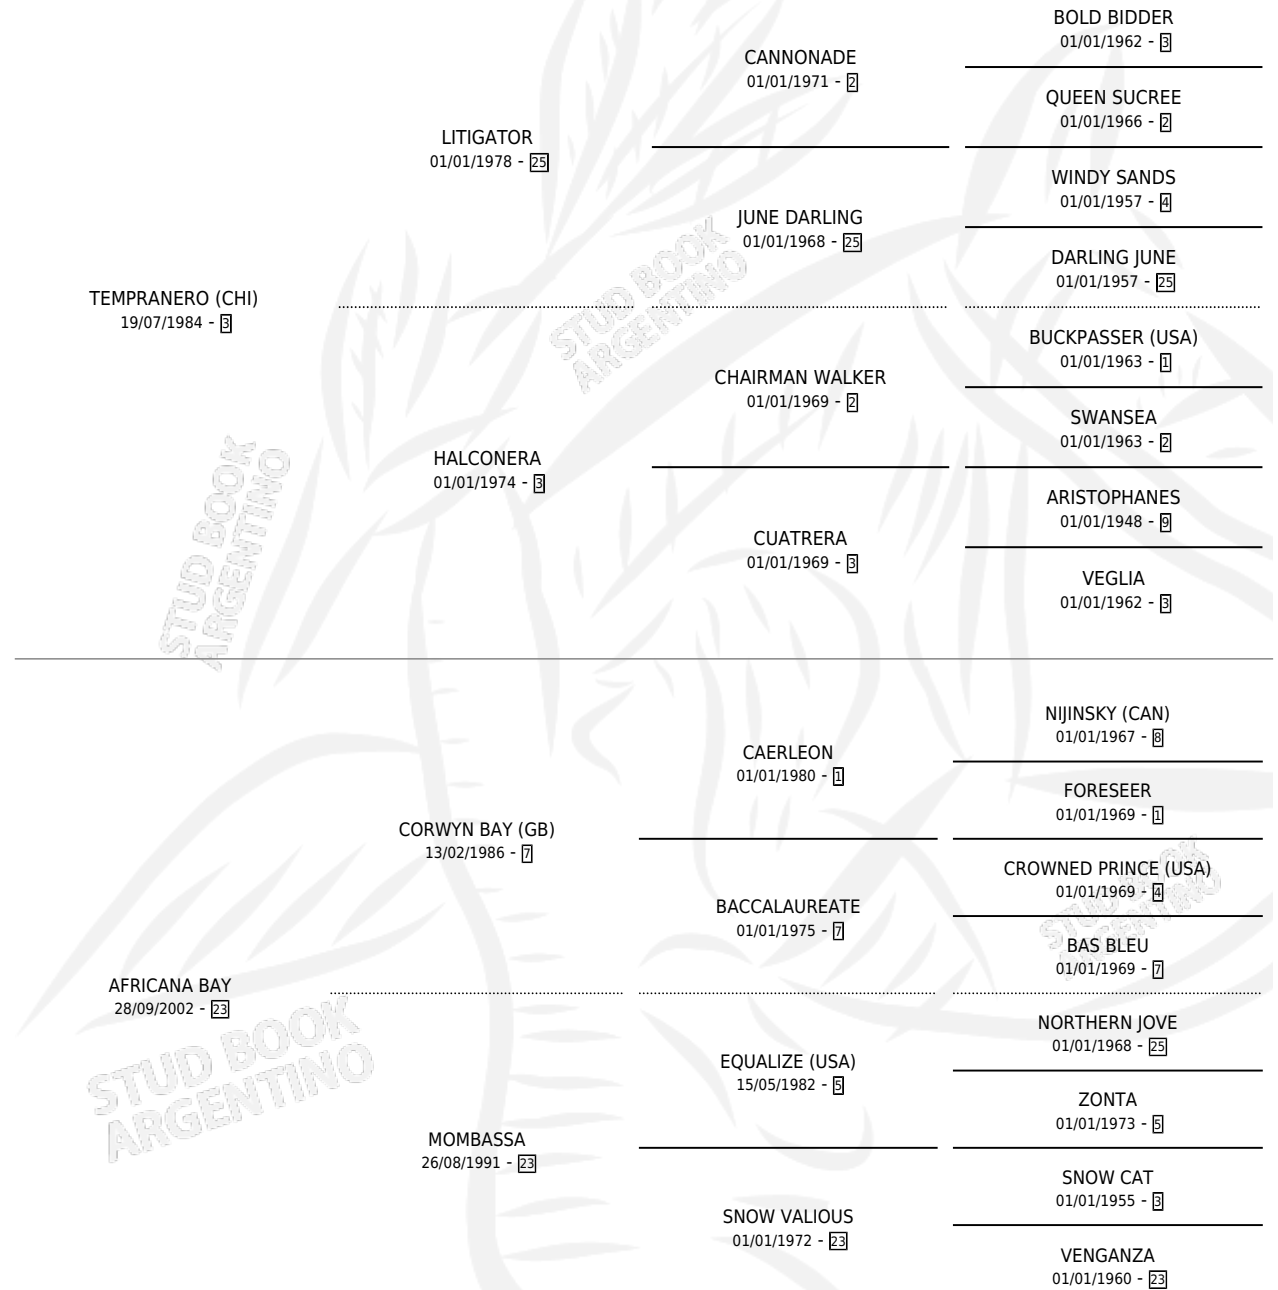 BOLD BIDDER
01/01/1962 - 3
CANNONADE
01/01/1971 - 2
QUEEN SUCREE
01/01/1966 - 2
LITIGATOR
01/01/1978 - 25
WINDY SANDS
01/01/1957 - 4
JUNE DARLING
01/01/1968 - 25
DARLING JUNE
01/01/1957 - 25
TEMPRANERO (CHI)
19/07/1984 - 3
BUCKPASSER (USA)
01/01/1963 - 1
CHAIRMAN WALKER
01/01/1969 - 2
SWANSEA
01/01/1963 - 2
HALCONERA
01/01/1974 - 3
ARISTOPHANES
01/01/1948 - 9
CUATRERA
01/01/1969 - 3
VEGLIA
01/01/1962 - 3
NIJINSKY (CAN)
01/01/1967 - 8
CAERLEON
01/01/1980 - 1
FORESEER
01/01/1969 - 1
CORWYN BAY (GB)
13/02/1986 - 7
CROWNED PRINCE (USA)
01/01/1969 - 4
BACCALAUREATE
01/01/1975 - 7
BAS BLEU
01/01/1969 - 7
AFRICANA BAY
28/09/2002 - 23
NORTHERN JOVE
01/01/1968 - 25
EQUALIZE (USA)
15/05/1982 - 5
ZONTA
01/01/1973 - 5
MOMBASSA
26/08/1991 - 23
SNOW CAT
01/01/1955 - 3
SNOW VALIOUS
01/01/1972 - 23
VENGANZA
01/01/1960 - 23
STUD BOOK
ARGENTINO
STUD BOOK
ARGENTINO
STUD BOOK
ARGENTINO
STUD BOOK
ARGENTINO